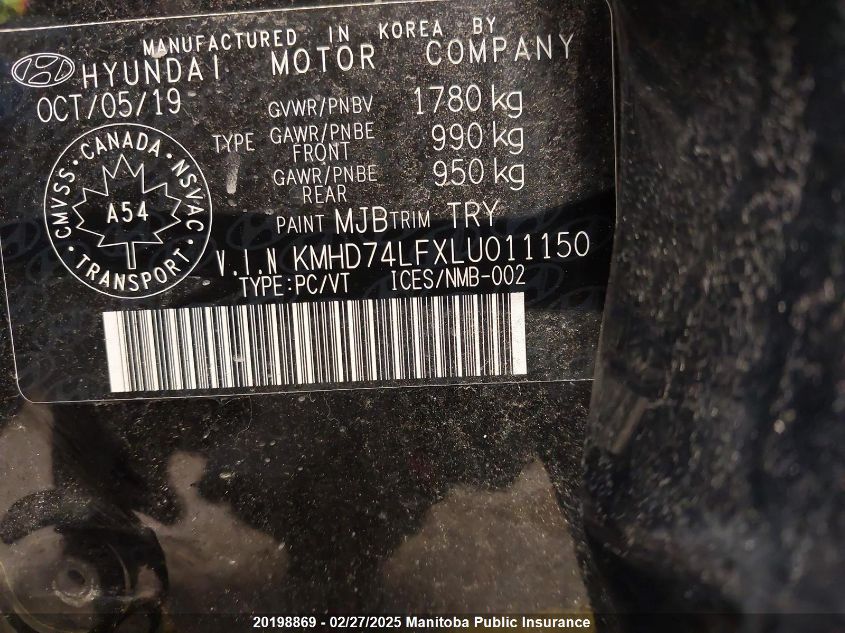 MANUFACTURED IN KOREA BY
HYUNDAI MOTOR COMPANY
OCT/05/19
GVWR/PNBV 1780 kg
TYPE GAWR/PNBE FRONT 990 kg
GAWR/PNBE REAR 950 kg
CMVSS · CANADA · NSVAC
A54
TRANSPORT
PAINT MJB TRIM TRY
V.I.N KMHD74LFXLU011150
TYPE:PC/VT ICES/NMB-002
20198869 - 02/27/2025 Manitoba Public Insurance